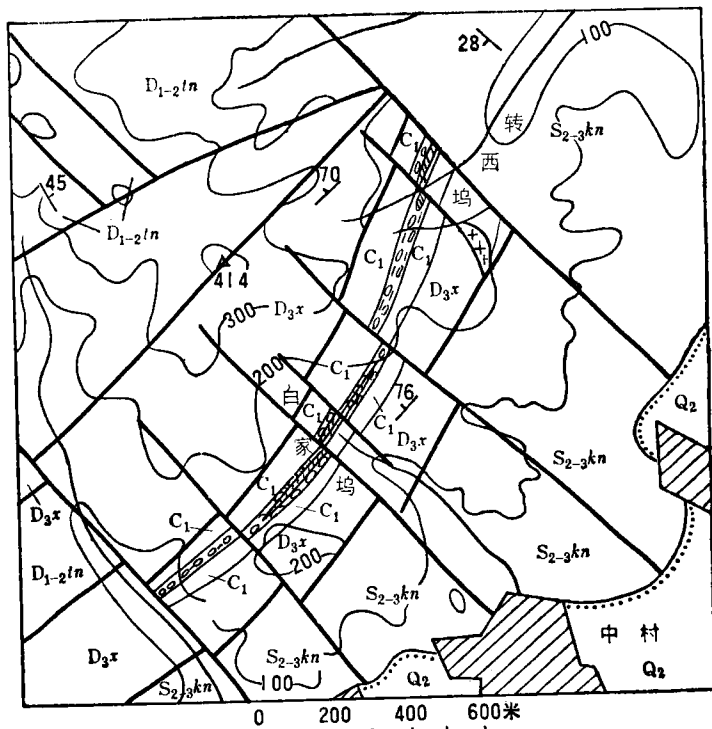 28
100
D₁₋₂tn
转
西
坞
S₂₋₃kn
C₁
45
70
D₁₋₂tn
414
C₁
C₁
D₃x
300
D₃x
200
C₁
白
C₁
76
C₁
D₃x
家
坞
Q₂
S₂₋₃kn
C₁
C₁
C₁
D₃x
D₃x
200
S₂₋₃kn
D₁₋₂tn
C₁
S₂₋₃kn
D₃x
S₂₋₃kn
100
S₂₋₃kn
Q₂
中村
Q₂
0 200 400 600米